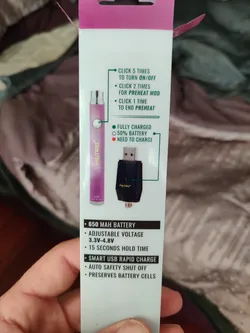 CLICK 5 TIMES
TO TURN ON/OFF
CLICK 2 TIMES
FOR PREHEAT MOD
CLICK 1 TIME
TO END PREHEAT
FULLY CHARGED
50% BATTERY
NEED TO CHARGE
• 650 MAH BATTERY
• ADJUSTABLE VOLTAGE
3.3V-4.8V
• 15 SECONDS HOLD TIME
• SMART USB RAPID CHARGE
• AUTO SAFETY SHUT OFF
• PRESERVES BATTERY CELLS